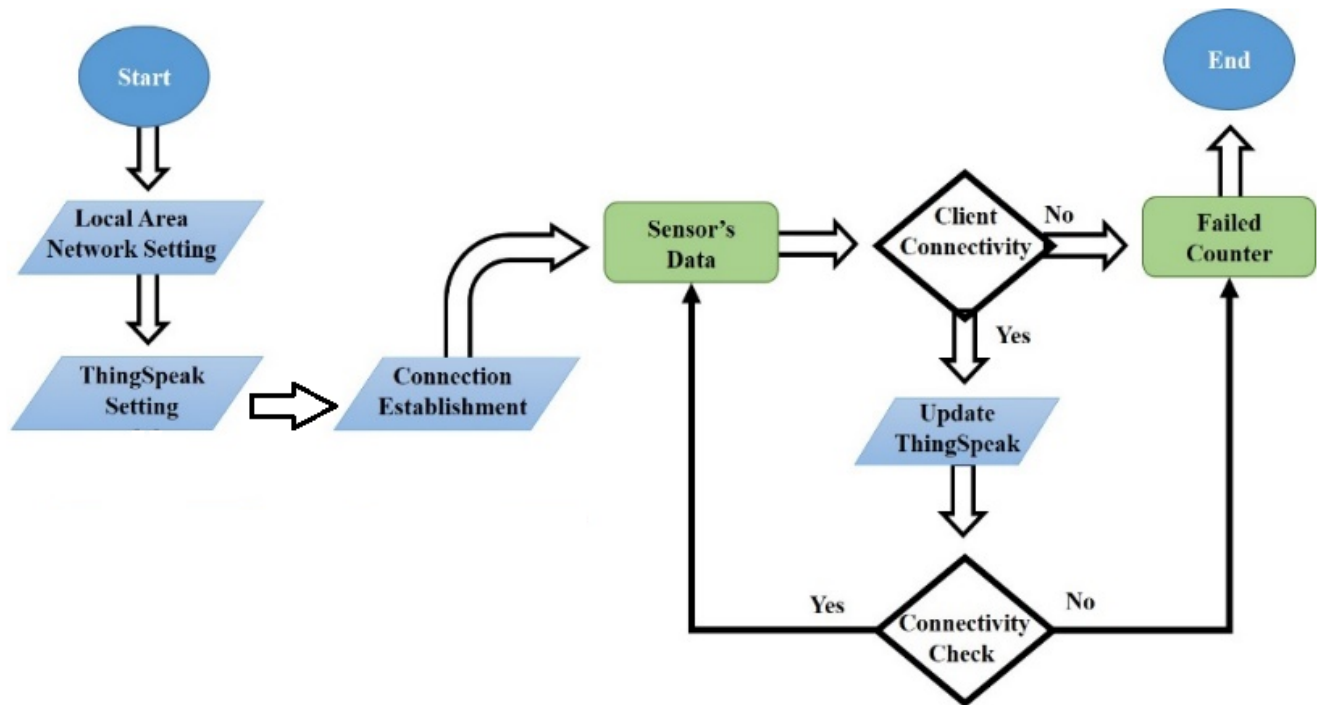 Start
Local Area
Network Setting
ThingSpeak
Setting
Connection
Establishment
Sensor's
Data
Client
Connectivity
No
Failed
Counter
End
Yes
Update
ThingSpeak
Connectivity
Check
Yes
No